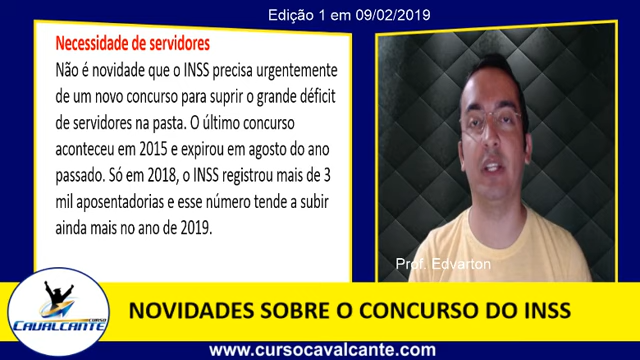 Edição 1 em 09/02/2019
Necessidade de servidores
Não é novidade que o INSS precisa urgentemente
de um novo concurso para suprir o grande déficit
de servidores na pasta. O último concurso
aconteceu em 2015 e expirou em agosto do ano
passado. Só em 2018, o INSS registrou mais de 3
mil aposentadorias e esse número tende a subir
ainda mais no ano de 2019.
Prof. Edvarton
CURSO
CAVALCANTE
NOVIDADES SOBRE O CONCURSO DO INSS
www.cursocavalcante.com